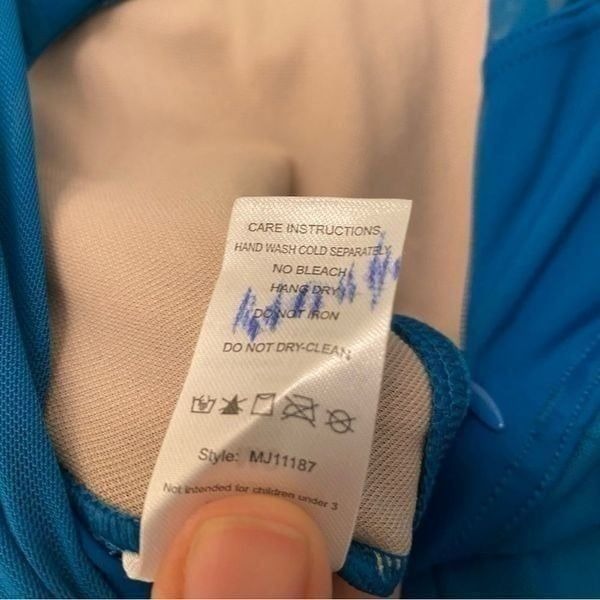 CARE INSTRUCTIONS
HAND WASH COLD SEPARATELY
NO BLEACH
HANG DRY
DO NOT IRON
DO NOT DRY-CLEAN
Style: MJ11187
Not Intended for children under 3